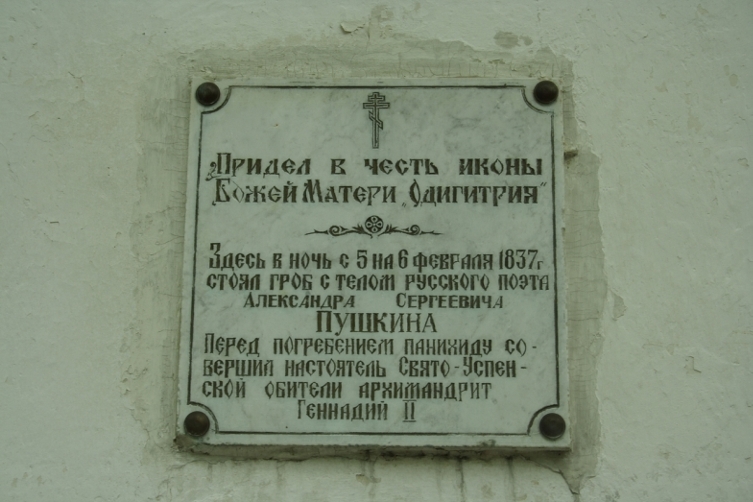 Придел в честь иконы
Божей Матери „Одигитрия"
Здесь в ночь с 5 на 6 февраля 1837г
стоял гроб с телом русского поэта
Александра Сергеевича
Пушкина
Перед погребением панихиду со-
вершил настоятель Свято-Успен-
ской обители архимандрит
Геннадий II